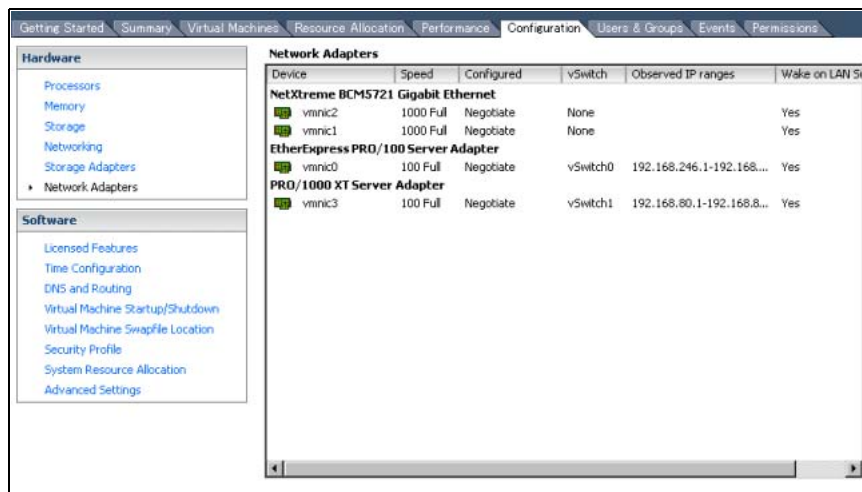 Getting Started Summary Virtual Machines Resource Allocation Performance Configuration Users & Groups Events Permissions
Hardware
Processors
Memory
Storage
Networking
Storage Adapters
Network Adapters
Software
Licensed Features
Time Configuration
DNS and Routing
Virtual Machine Startup/Shutdown
Virtual Machine Swapfile Location
Security Profile
System Resource Allocation
Advanced Settings
Network Adapters
Device Speed Configured vSwitch Observed IP ranges Wake on LAN S
NetXtreme BCM5721 Gigabit Ethernet
vmnic2 1000 Full Negotiate None Yes
vmnic1 1000 Full Negotiate None Yes
EtherExpress PRO/100 Server Adapter
vmnic0 100 Full Negotiate vSwitch0 192.168.246.1-192.168.... Yes
PRO/1000 XT Server Adapter
vmnic3 100 Full Negotiate vSwitch1 192.168.80.1-192.168.8... Yes